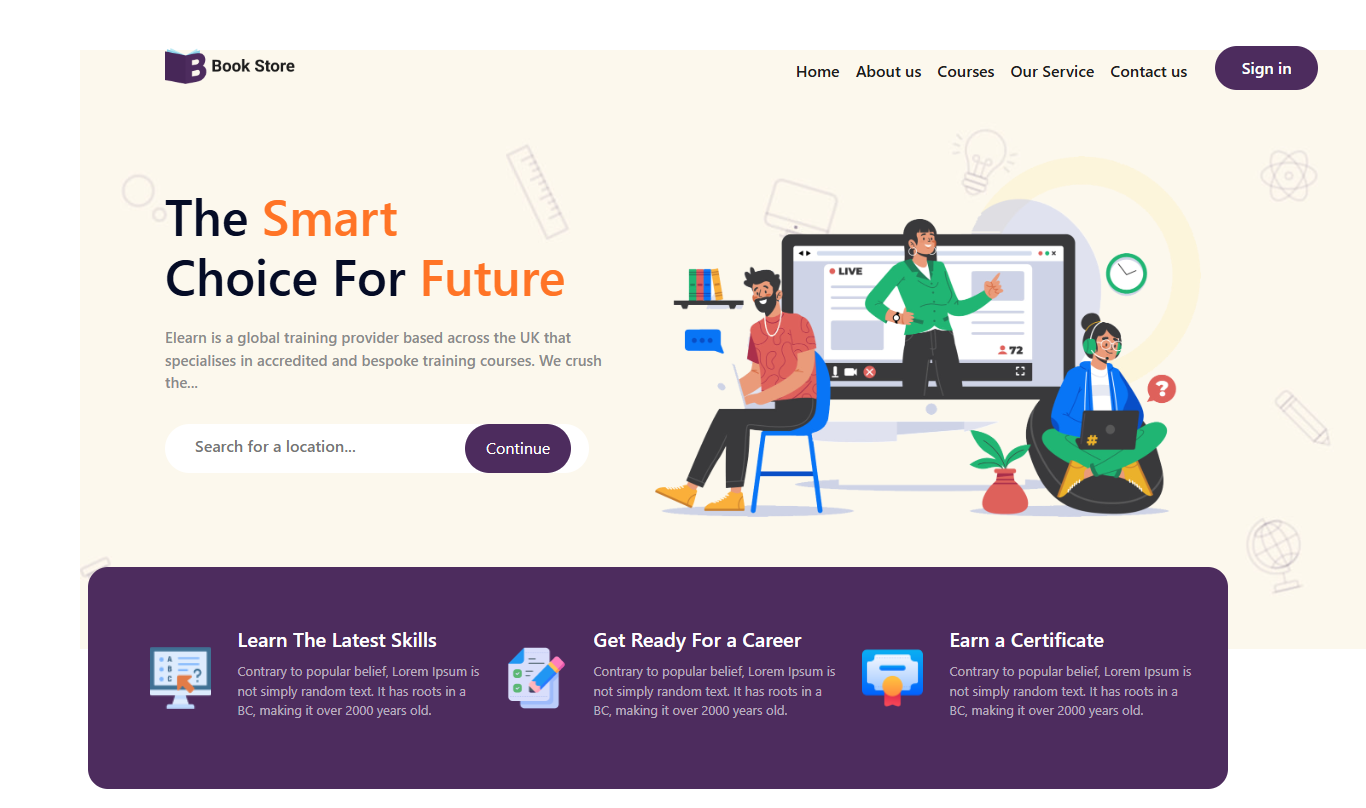 Book Store
Home About us Courses Our Service Contact us Sign in
The Smart
Choice For Future
Elearn is a global training provider based across the UK that
specialises in accredited and bespoke training courses. We crush
the...
Search for a location... Continue
LIVE
72
?
#
Learn The Latest Skills
Contrary to popular belief, Lorem Ipsum is
not simply random text. It has roots in a
BC, making it over 2000 years old.
Get Ready For a Career
Contrary to popular belief, Lorem Ipsum is
not simply random text. It has roots in a
BC, making it over 2000 years old.
Earn a Certificate
Contrary to popular belief, Lorem Ipsum is
not simply random text. It has roots in a
BC, making it over 2000 years old.
A
B
C
?